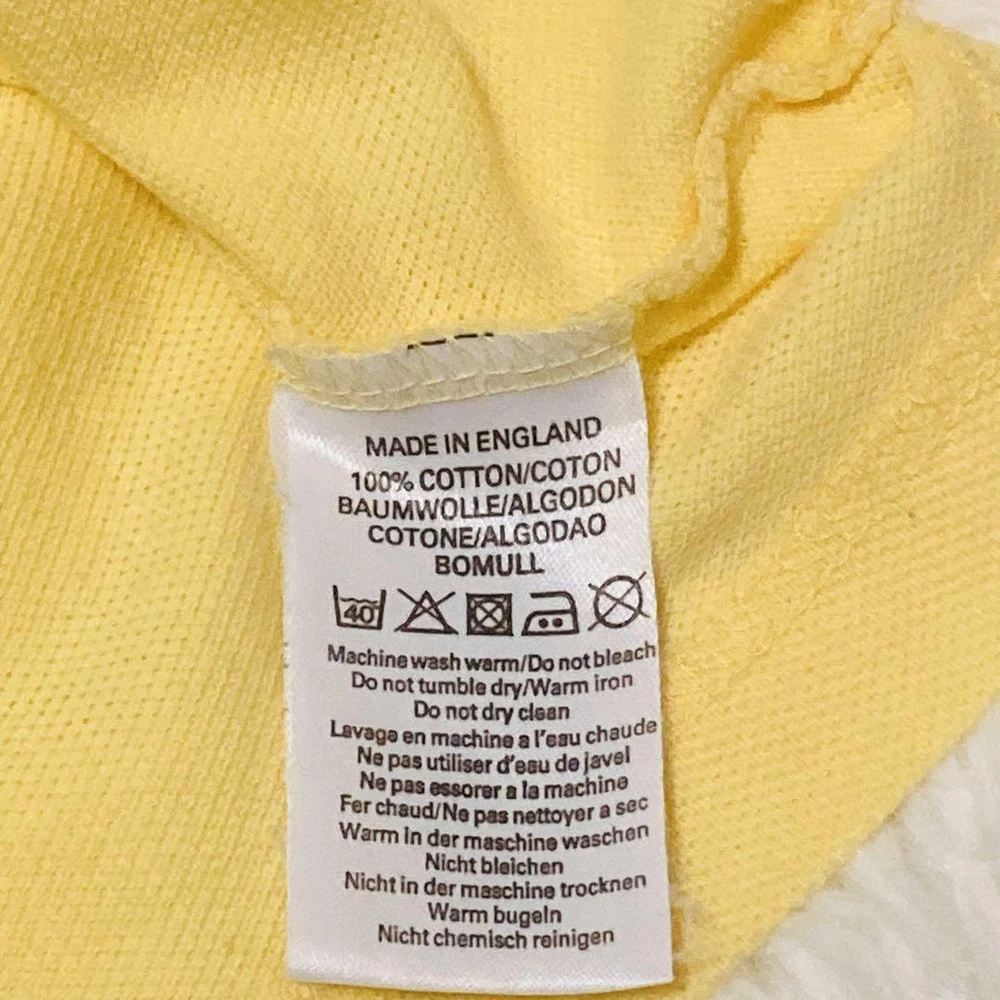 MADE IN ENGLAND
100% COTTON/COTON
BAUMWOLLE/ALGODON
COTONE/ALGODAO
BOMULL
40
Machine wash warm/Do not bleach
Do not tumble dry/Warm iron
Do not dry clean
Lavage en machine a l'eau chaude
Ne pas utiliser d'eau de javel
Ne pas essorer a la machine
Fer chaud/Ne pas nettoyer a sec
Warm in der maschine waschen
Nicht bleichen
Nicht in der maschine trocknen
Warm bugeln
Nicht chemisch reinigen